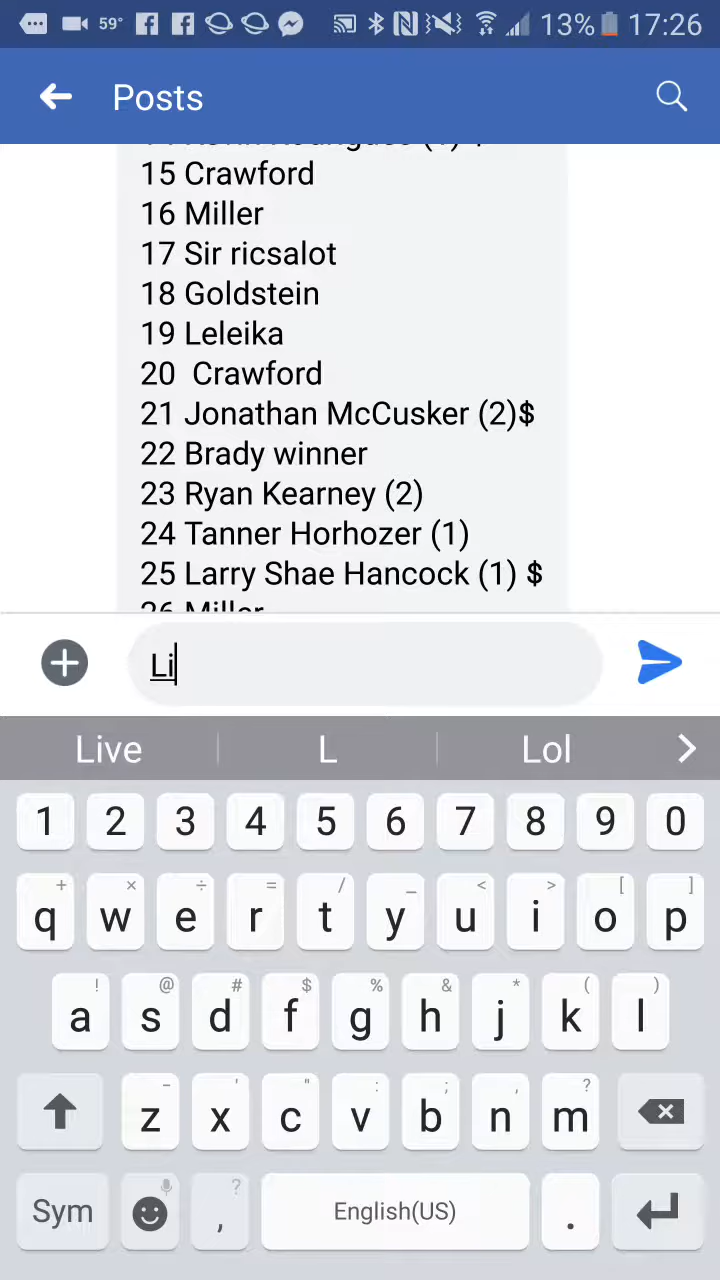 59° 13% 17:26
Posts
15 Crawford
16 Miller
17 Sir ricsalot
18 Goldstein
19 Leleika
20 Crawford
21 Jonathan McCusker (2)$
22 Brady winner
23 Ryan Kearney (2)
24 Tanner Horhozer (1)
25 Larry Shae Hancock (1) $
26 Miller
Li
Live L Lol
1 2 3 4 5 6 7 8 9 0
+ × ÷ = / _ < > [ ]
q w e r t y u i o p
! @ # $ % & * ( )
a s d f g h j k l
- ' " : ; , ?
z x c v b n m
?
Sym , English(US) .